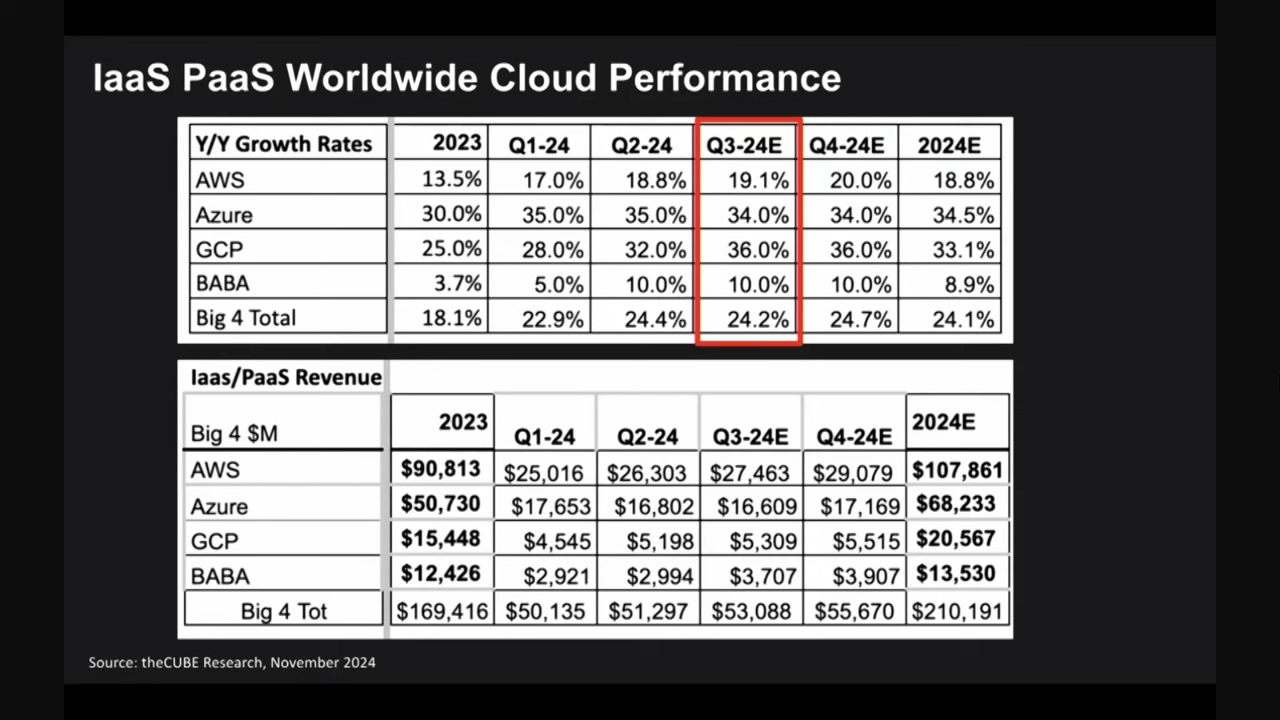 IaaS PaaS Worldwide Cloud Performance
Y/Y Growth Rates 2023 Q1-24 Q2-24 Q3-24E Q4-24E 2024E
AWS 13.5% 17.0% 18.8% 19.1% 20.0% 18.8%
Azure 30.0% 35.0% 35.0% 34.0% 34.0% 34.5%
GCP 25.0% 28.0% 32.0% 36.0% 36.0% 33.1%
BABA 3.7% 5.0% 10.0% 10.0% 10.0% 8.9%
Big 4 Total 18.1% 22.9% 24.4% 24.2% 24.7% 24.1%
Iaas/PaaS Revenue
Big 4 $M 2023 Q1-24 Q2-24 Q3-24E Q4-24E 2024E
AWS $90,813 $25,016 $26,303 $27,463 $29,079 $107,861
Azure $50,730 $17,653 $16,802 $16,609 $17,169 $68,233
GCP $15,448 $4,545 $5,198 $5,309 $5,515 $20,567
BABA $12,426 $2,921 $2,994 $3,707 $3,907 $13,530
Big 4 Tot $169,416 $50,135 $51,297 $53,088 $55,670 $210,191
Source: theCUBE Research, November 2024